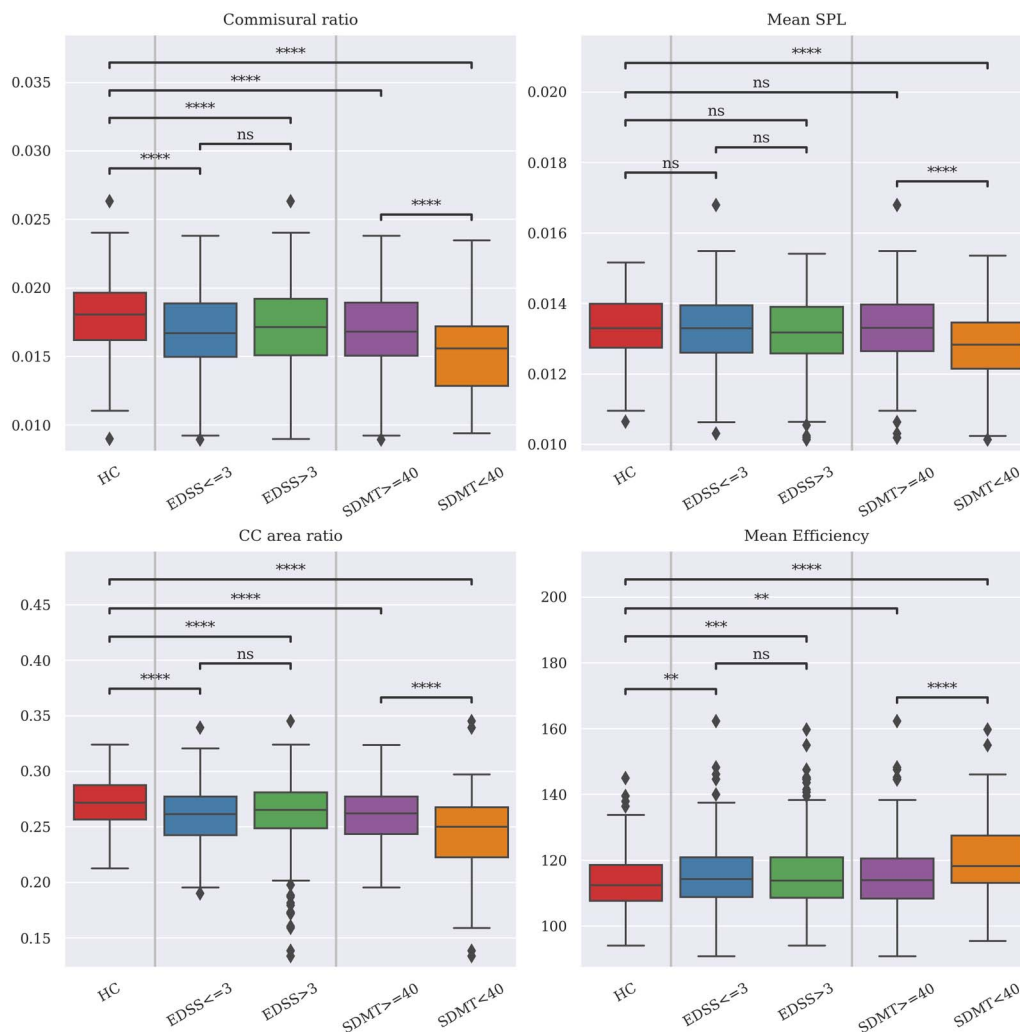 Commisural ratio
****
0.035
****
****
0.030
ns
****
0.025
****
0.020
0.015
0.010
HC
EDSS<=3
EDSS>3
SDMT>=40
SDMT<40
Mean SPL
****
0.020
ns
ns
0.018
ns
ns
****
0.016
0.014
0.012
0.010
HC
EDSS<=3
EDSS>3
SDMT>=40
SDMT<40
CC area ratio
****
0.45
****
****
0.40
ns
****
****
0.35
0.30
0.25
0.20
0.15
HC
EDSS<=3
EDSS>3
SDMT>=40
SDMT<40
Mean Efficiency
****
200
**
***
180
ns
**
****
160
140
120
100
HC
EDSS<=3
EDSS>3
SDMT>=40
SDMT<40